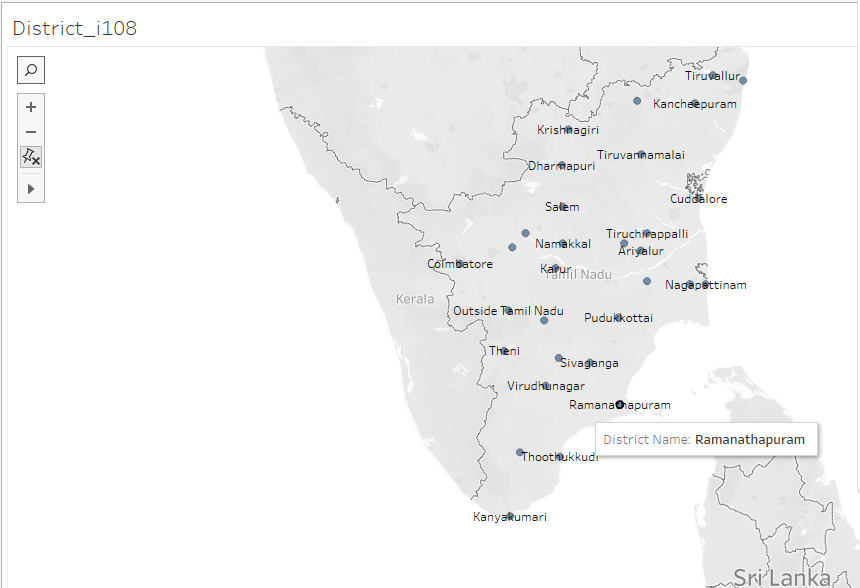 District_i108
Tiruvallur
Kancheepuram
Krishnagiri
Tiruvannamalai
Dharmapuri
Cuddalore
Salem
Tiruchirappalli
Namakkal
Ariyalur
Coimbatore
Karur
Tamil Nadu
Nagapattinam
Kerala
Outside Tamil Nadu
Pudukkottai
Theni
Sivaganga
Virudhunagar
Ramanathapuram
District Name: Ramanathapuram
Thoothukkudi
Kanyakumari
Sri Lanka